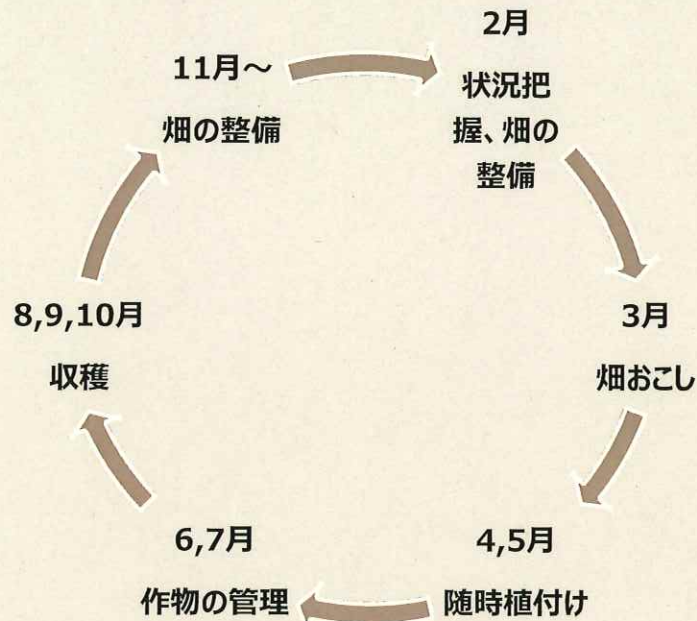 2月
状況把
握、畑の
整備
3月
畑おこし
4,5月
随時植付け
6,7月
作物の管理
8,9,10月
収穫
11月～
畑の整備